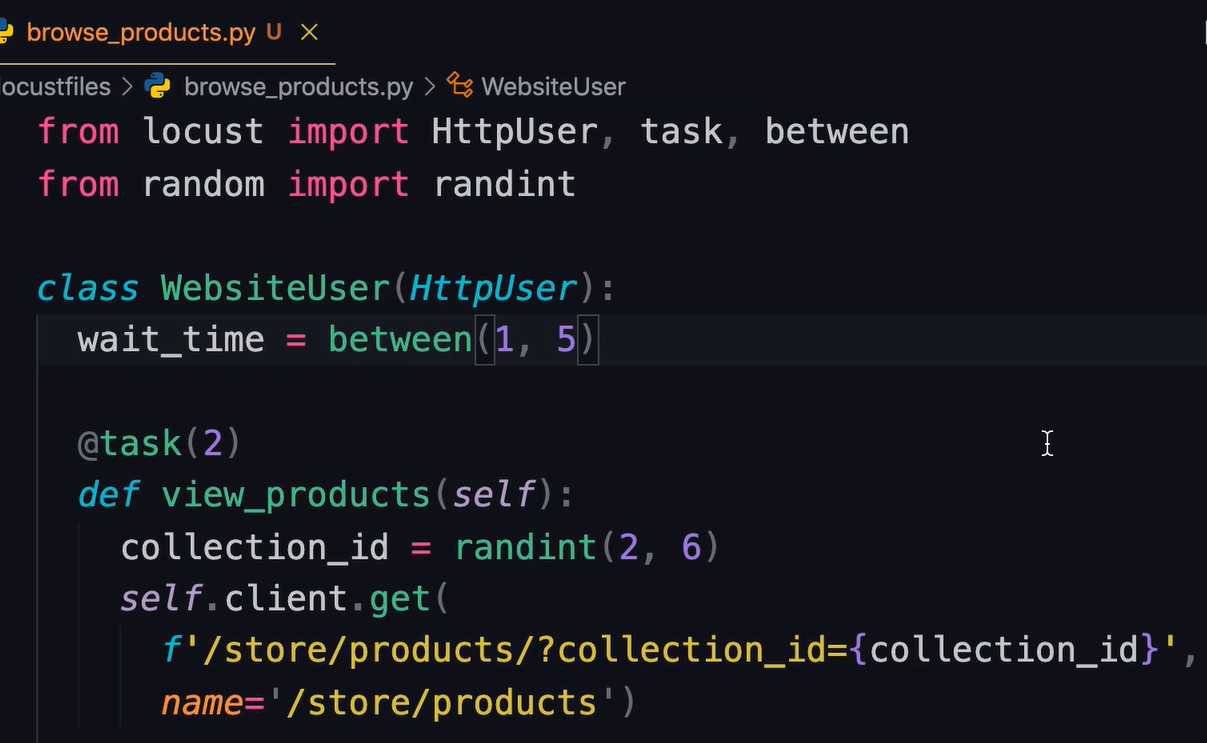 browse_products.py U
locustfiles > browse_products.py > WebsiteUser
from locust import HttpUser, task, between
from random import randint
class WebsiteUser(HttpUser):
wait_time = between(1, 5)
@task(2)
def view_products(self):
collection_id = randint(2, 6)
self.client.get(
f'/store/products/?collection_id={collection_id}',
name='/store/products')